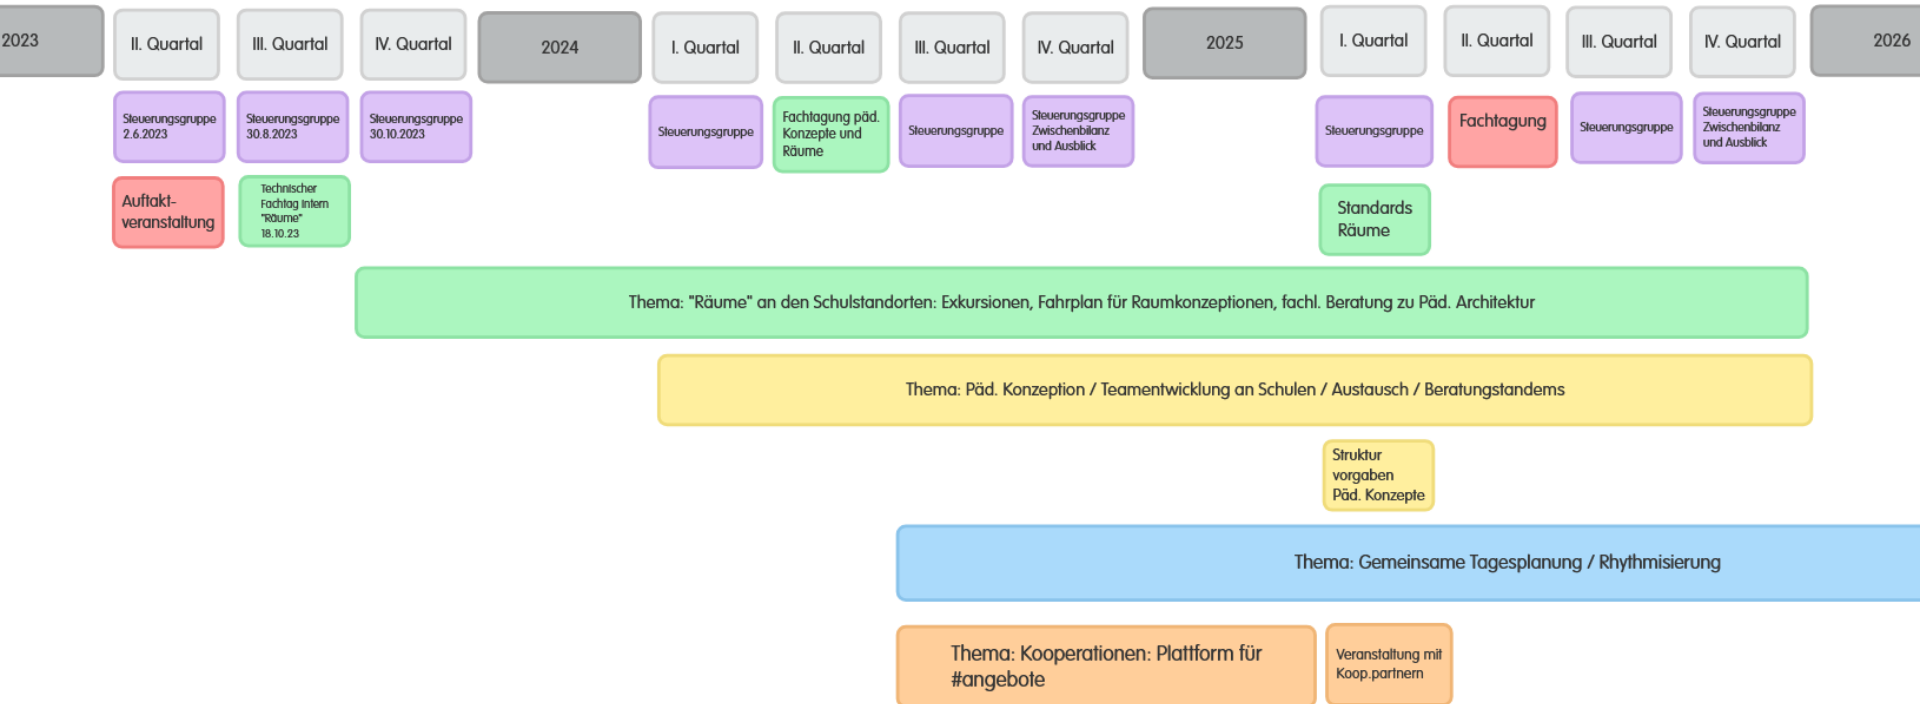 2023
II. Quartal
III. Quartal
IV. Quartal
2024
I. Quartal
II. Quartal
III. Quartal
IV. Quartal
2025
I. Quartal
II. Quartal
III. Quartal
IV. Quartal
2026
Steuerungsgruppe
2.6.2023
Steuerungsgruppe
30.8.2023
Steuerungsgruppe
30.10.2023
Steuerungsgruppe
Fachtagung päd.
Konzepte und
Räume
Steuerungsgruppe
Steuerungsgruppe
Zwischenbilanz
und Ausblick
Steuerungsgruppe
Fachtagung
Steuerungsgruppe
Steuerungsgruppe
Zwischenbilanz
und Ausblick
Auftakt-
veranstaltung
Technischer
Fachtag intern
"Räume"
18.10.23
Standards
Räume
Thema: "Räume" an den Schulstandorten: Exkursionen, Fahrplan für Raumkonzeptionen, fachl. Beratung zu Päd. Architektur
Thema: Päd. Konzeption / Teamentwicklung an Schulen / Austausch / Beratungstandems
Struktur
vorgaben
Päd. Konzepte
Thema: Gemeinsame Tagesplanung / Rhythmisierung
Thema: Kooperationen: Plattform für
#angebote
Veranstaltung mit
Koop.partnern